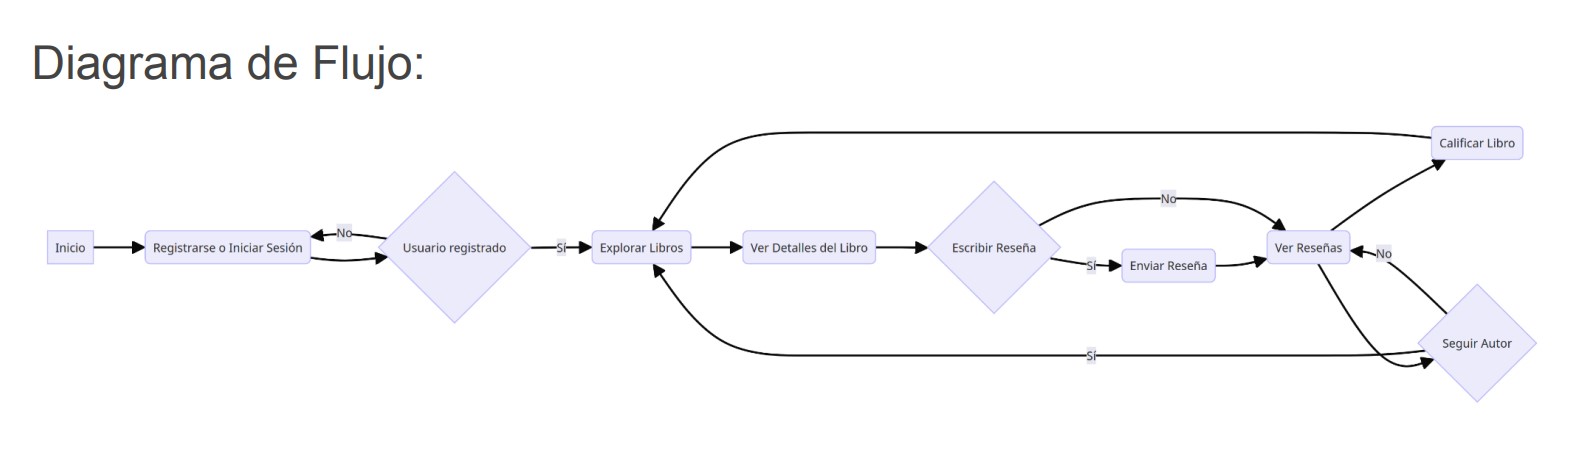 Diagrama de Flujo:
Calificar Libro
No
No
Inicio
Registrarse o Iniciar Sesión
Usuario registrado
Sí
Explorar Libros
Ver Detalles del Libro
Escribir Reseña
Sí
Enviar Reseña
Ver Reseñas
No
Seguir Autor
Sí